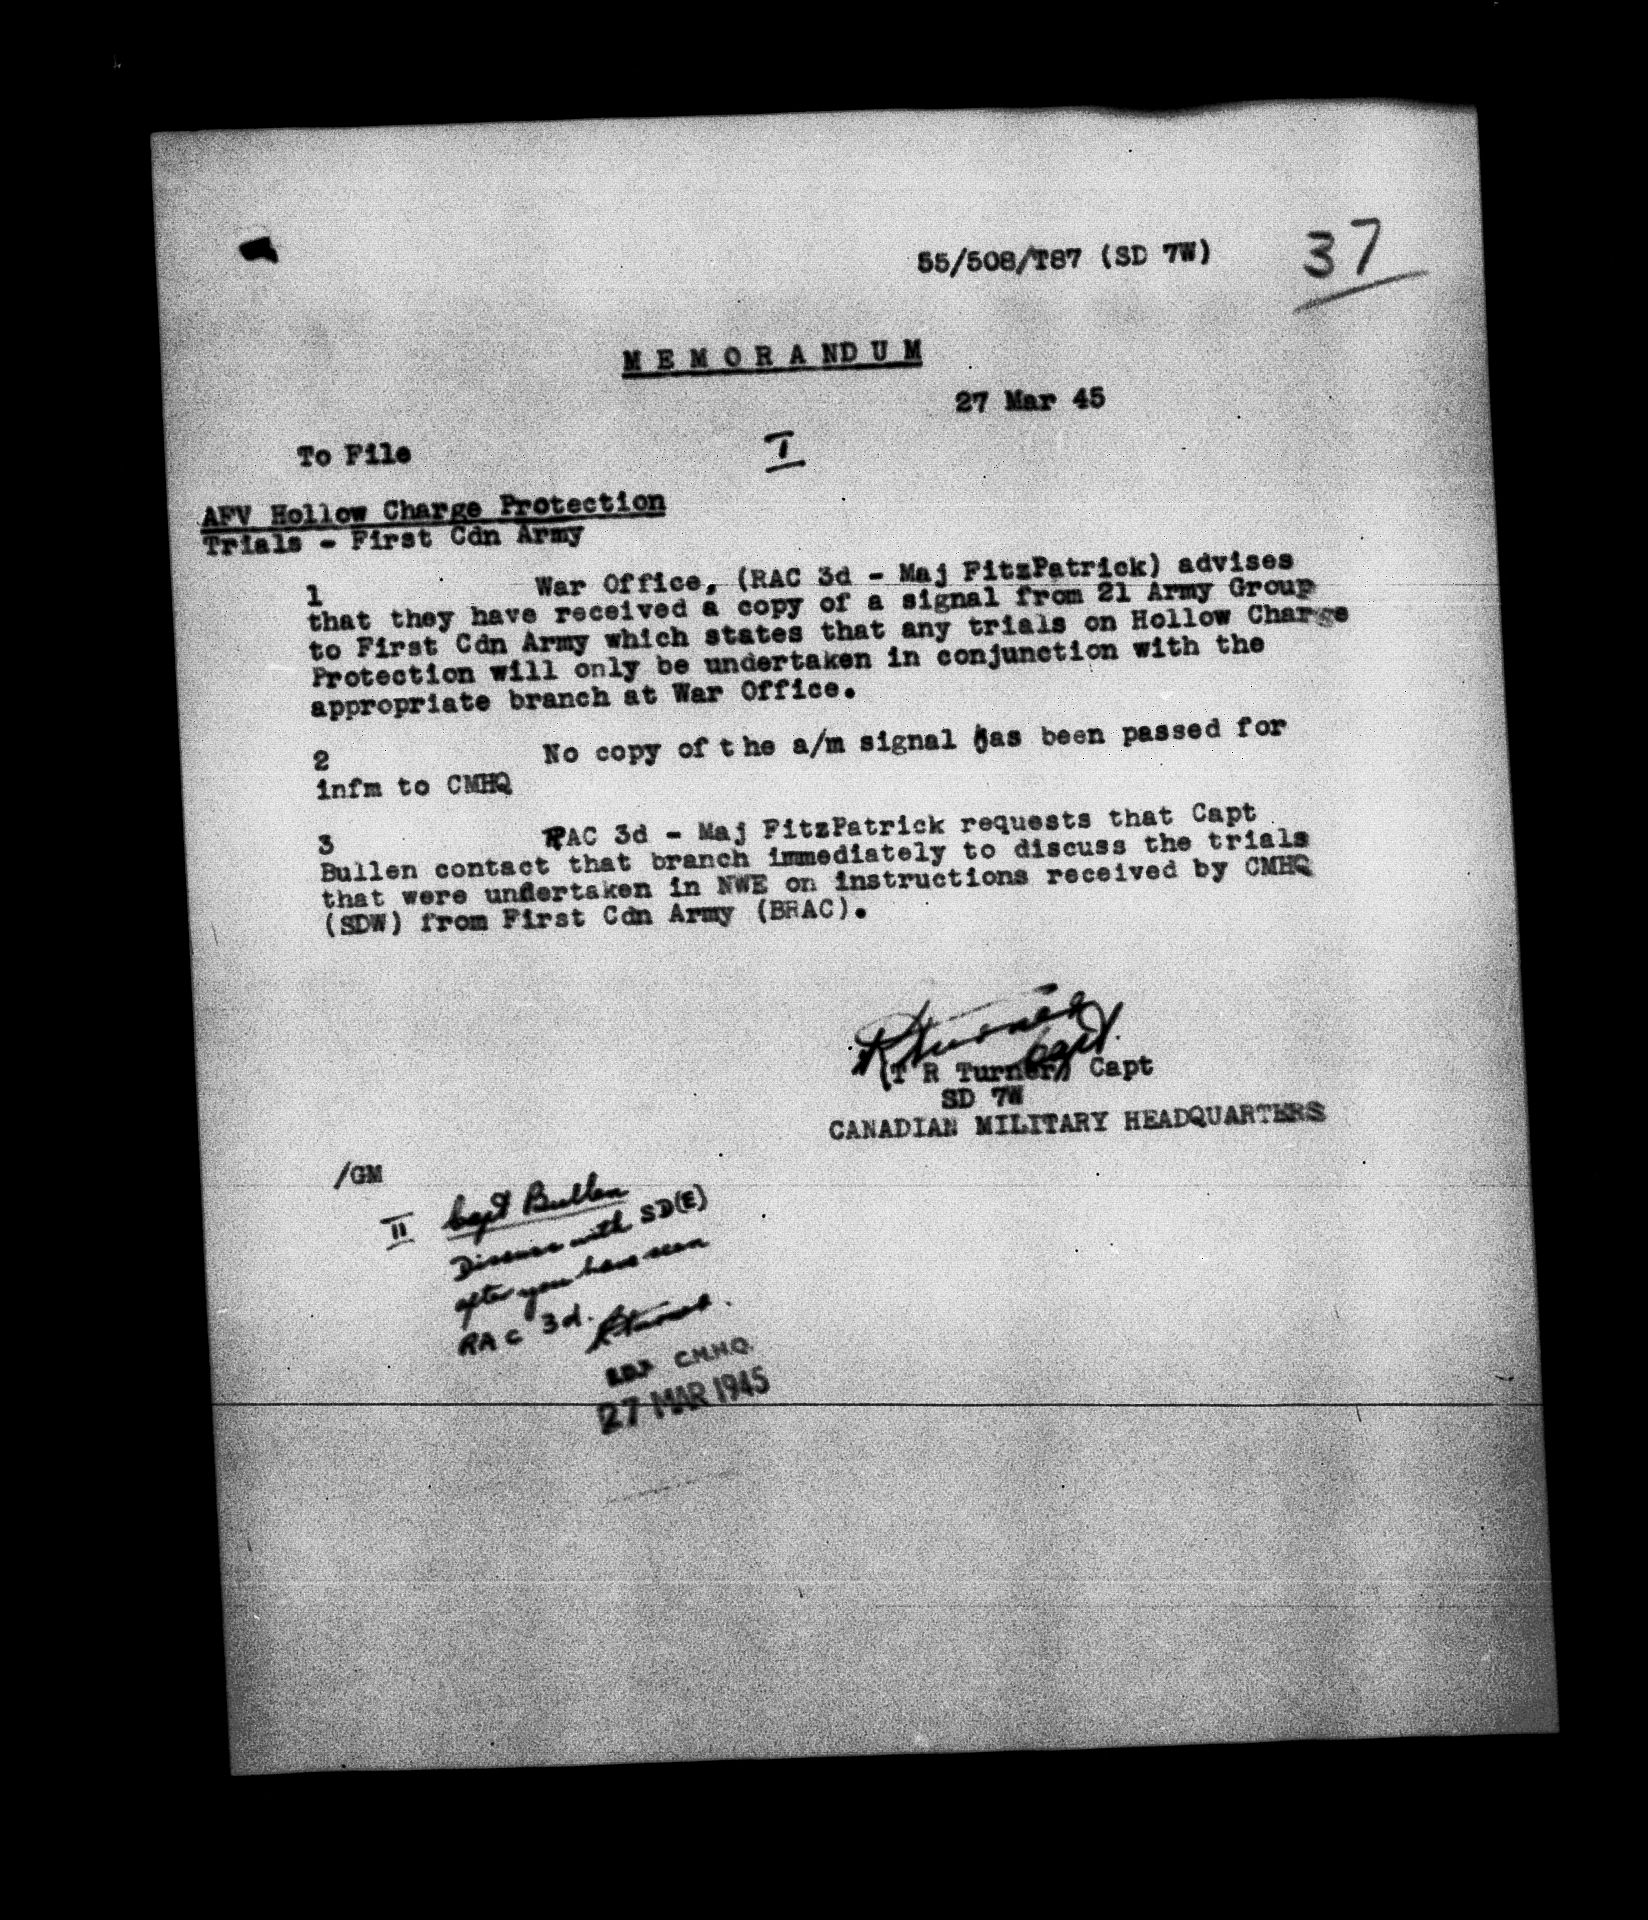 55/508/T87 (SD 7W)
37
M E M O R A N D U M
27 Mar 45
I
To File
AFV Hollow Charge Protection
Trials - First Cdn Army
1 War Office, (RAC 3d - Maj FitzPatrick) advises
that they have received a copy of a signal from 21 Army Group
to First Cdn Army which states that any trials on Hollow Charge
Protection will only be undertaken in conjunction with the
appropriate branch at War Office.
2 No copy of the a/m signal has been passed for
infm to CMHQ
3 RAC 3d - Maj FitzPatrick requests that Capt
Bullen contact that branch immediately to discuss the trials
that were undertaken in NWE on instructions received by CMHQ
(SDW) from First Cdn Army (BRAC).
RTurner Capt.
(T R Turner) Capt
SD 7W
CANADIAN MILITARY HEADQUARTERS
/GM
II Capt Bullen
Discuss with SD(E)
after you have seen
RAC 3d. RTurner.
C.M.H.Q.
27 MAR 1945